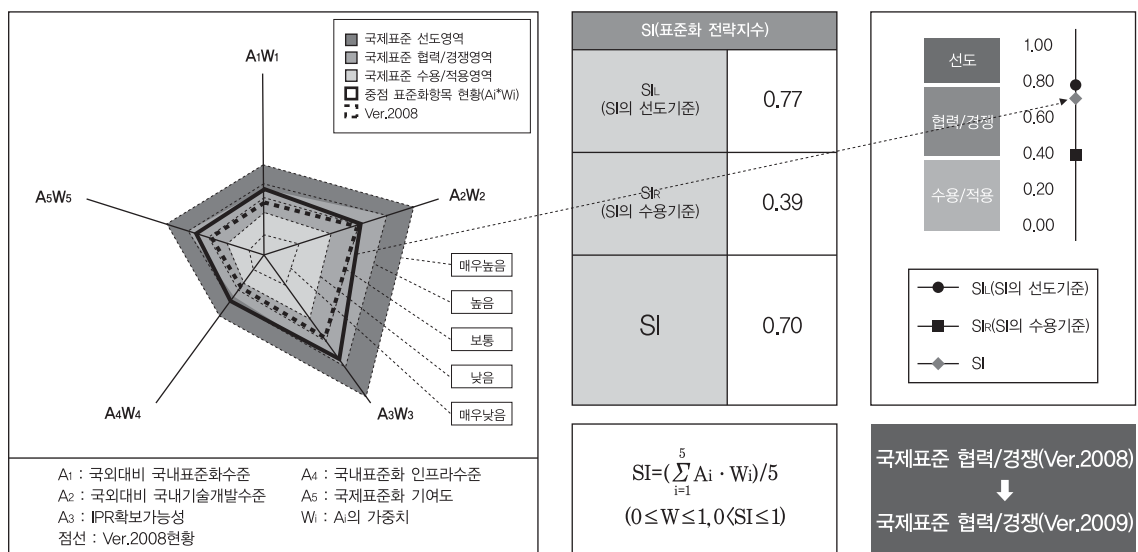 국제표준 선도영역
국제표준 협력/경쟁영역
국제표준 수용/적용영역
중점 표준화항목 현황(Ai*Wi)
Ver.2008
A1W1
A2W2
A3W3
A4W4
A5W5
매우높음
높음
보통
낮음
매우낮음
A1 : 국외대비 국내표준화수준
A2 : 국외대비 국내기술개발수준
A3 : IPR확보가능성
점선 : Ver.2008현황
A4 : 국내표준화 인프라수준
A5 : 국제표준화 기여도
Wi : Ai의 가중치
SI(표준화 전략지수)
SIL
(SI의 선도기준)
0.77
SIR
(SI의 수용기준)
0.39
SI
0.70
SI=(∑Ai · Wi)/5
5
i=1
(0≤W≤1, 0<SI≤1)
선도
협력/경쟁
수용/적용
1.00
0.80
0.60
0.40
0.20
0.00
SIL(SI의 선도기준)
SIR(SI의 수용기준)
SI
국제표준 협력/경쟁(Ver.2008)
국제표준 협력/경쟁(Ver.2009)